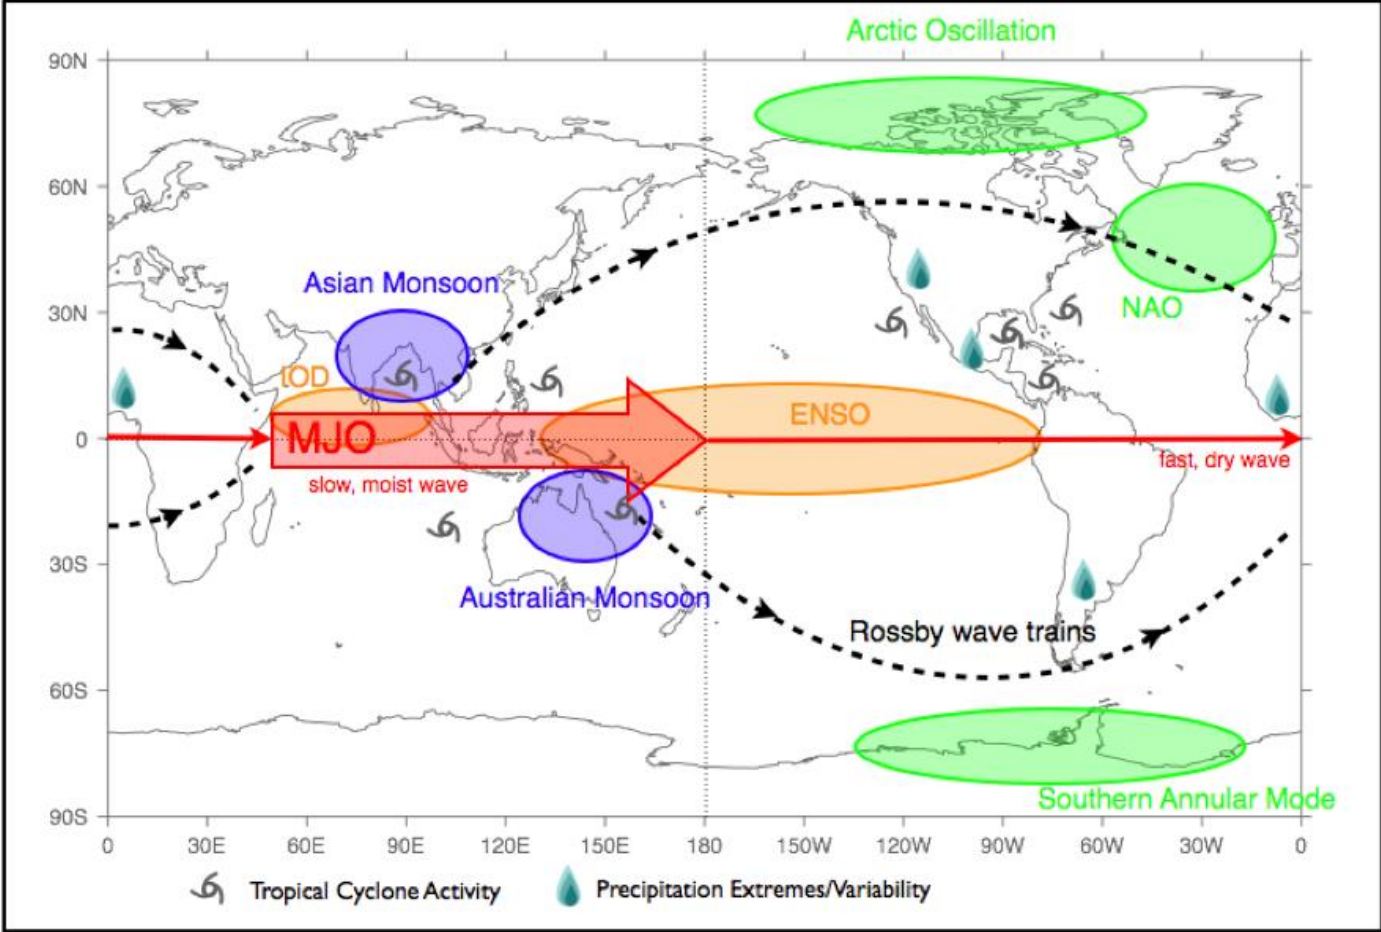 Arctic Oscillation
90N
60N
Asian Monsoon
30N
NAO
IOD
ENSO
0
MJO
fast, dry wave
slow, moist wave
30S
Australian Monsoon
Rossby wave trains
60S
Southern Annular Mode
90S
0 30E 60E 90E 120E 150E 180 150W 120W 90W 60W 30W 0
Tropical Cyclone Activity Precipitation Extremes/Variability